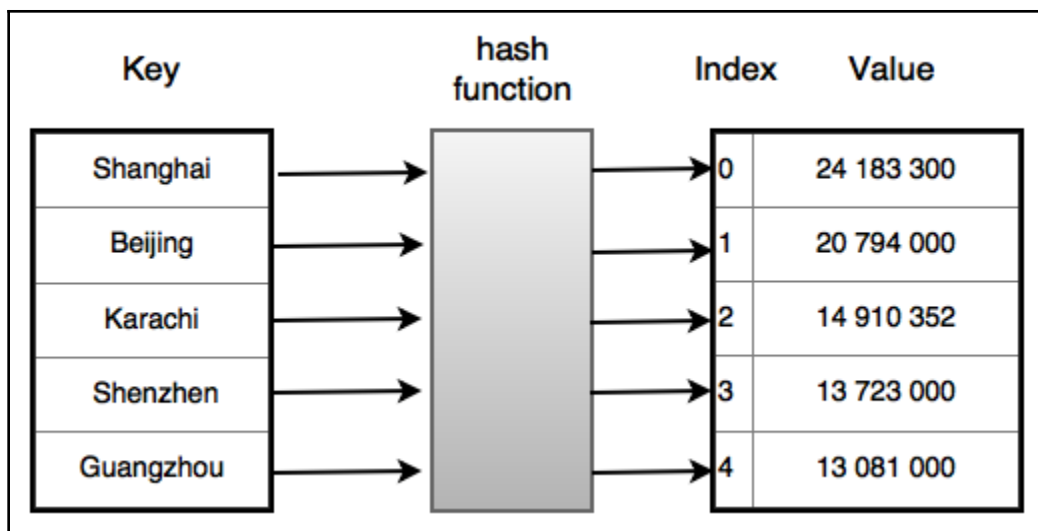 Key
hash
function
Index Value
Shanghai
0 24 183 300
Beijing
1 20 794 000
Karachi
2 14 910 352
Shenzhen
3 13 723 000
Guangzhou
4 13 081 000